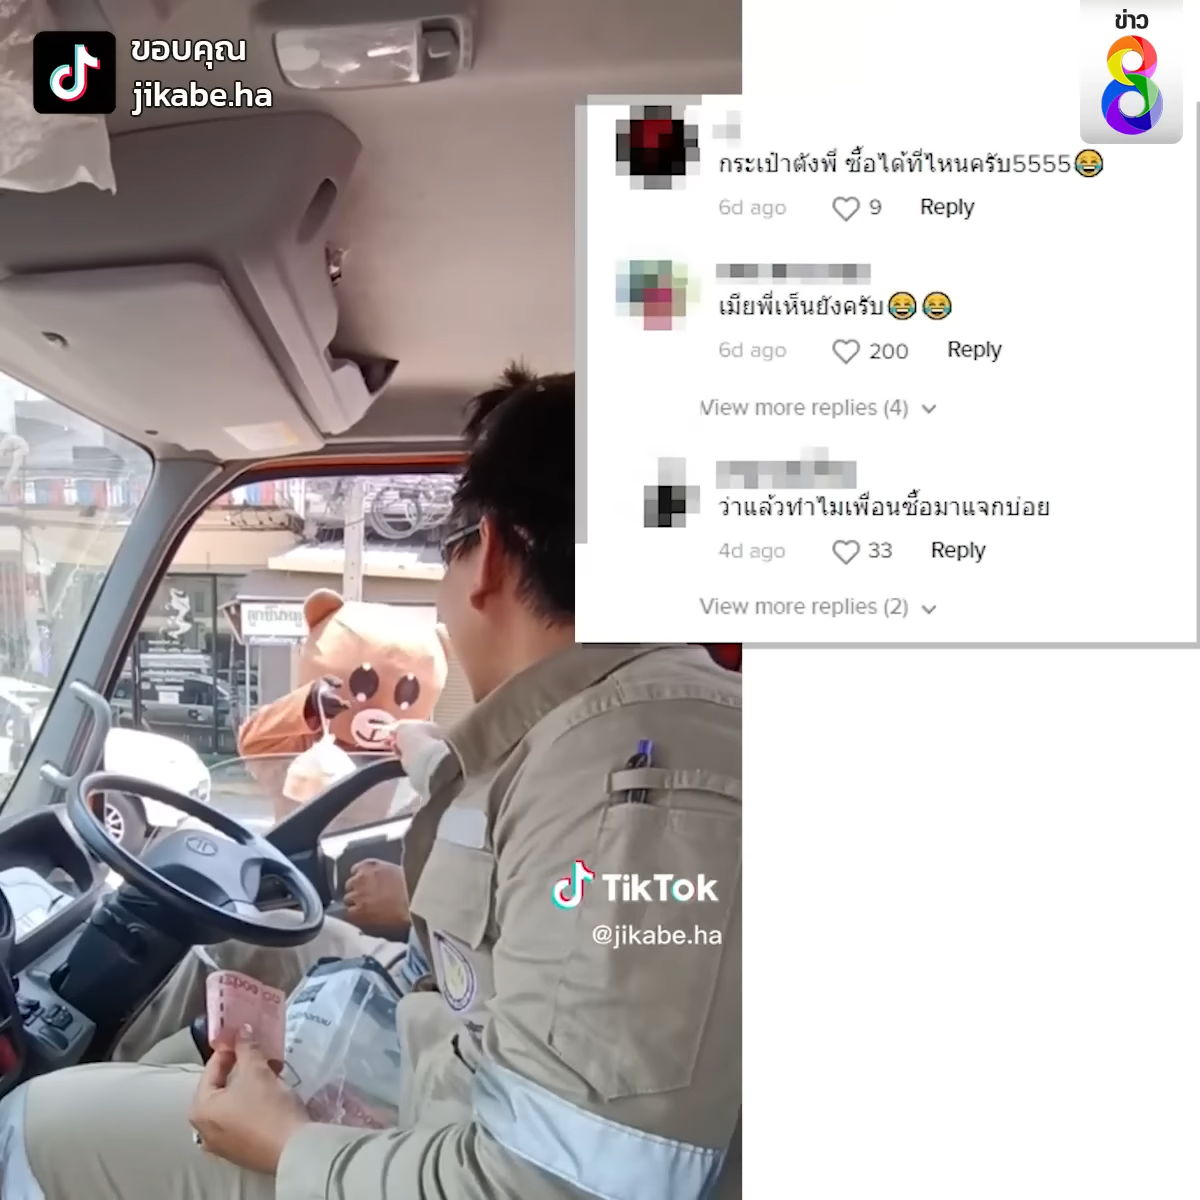 ขอบคุณ
jikabe.ha
ข่าว
8
กระเป๋าตังพี่ ซื้อได้ที่ไหนครับ5555😂
6d ago 9 Reply
เมียพี่เห็นยังครับ😂😂
6d ago 200 Reply
View more replies (4)
ว่าแล้วทำไมเพื่อนซื้อมาแจกบ่อย
4d ago 33 Reply
View more replies (2)
TikTok
@jikabe.ha